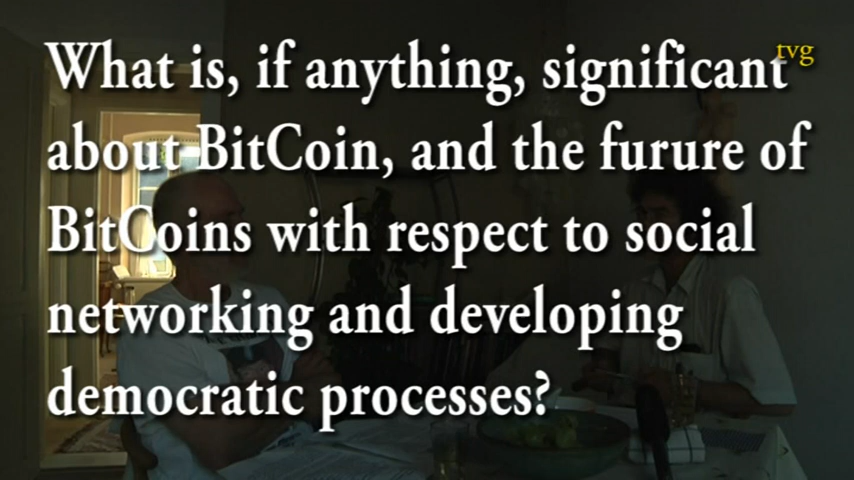 What is, if anything, significant
tvg
about BitCoin, and the furure of
BitCoins with respect to social
networking and developing
democratic processes?